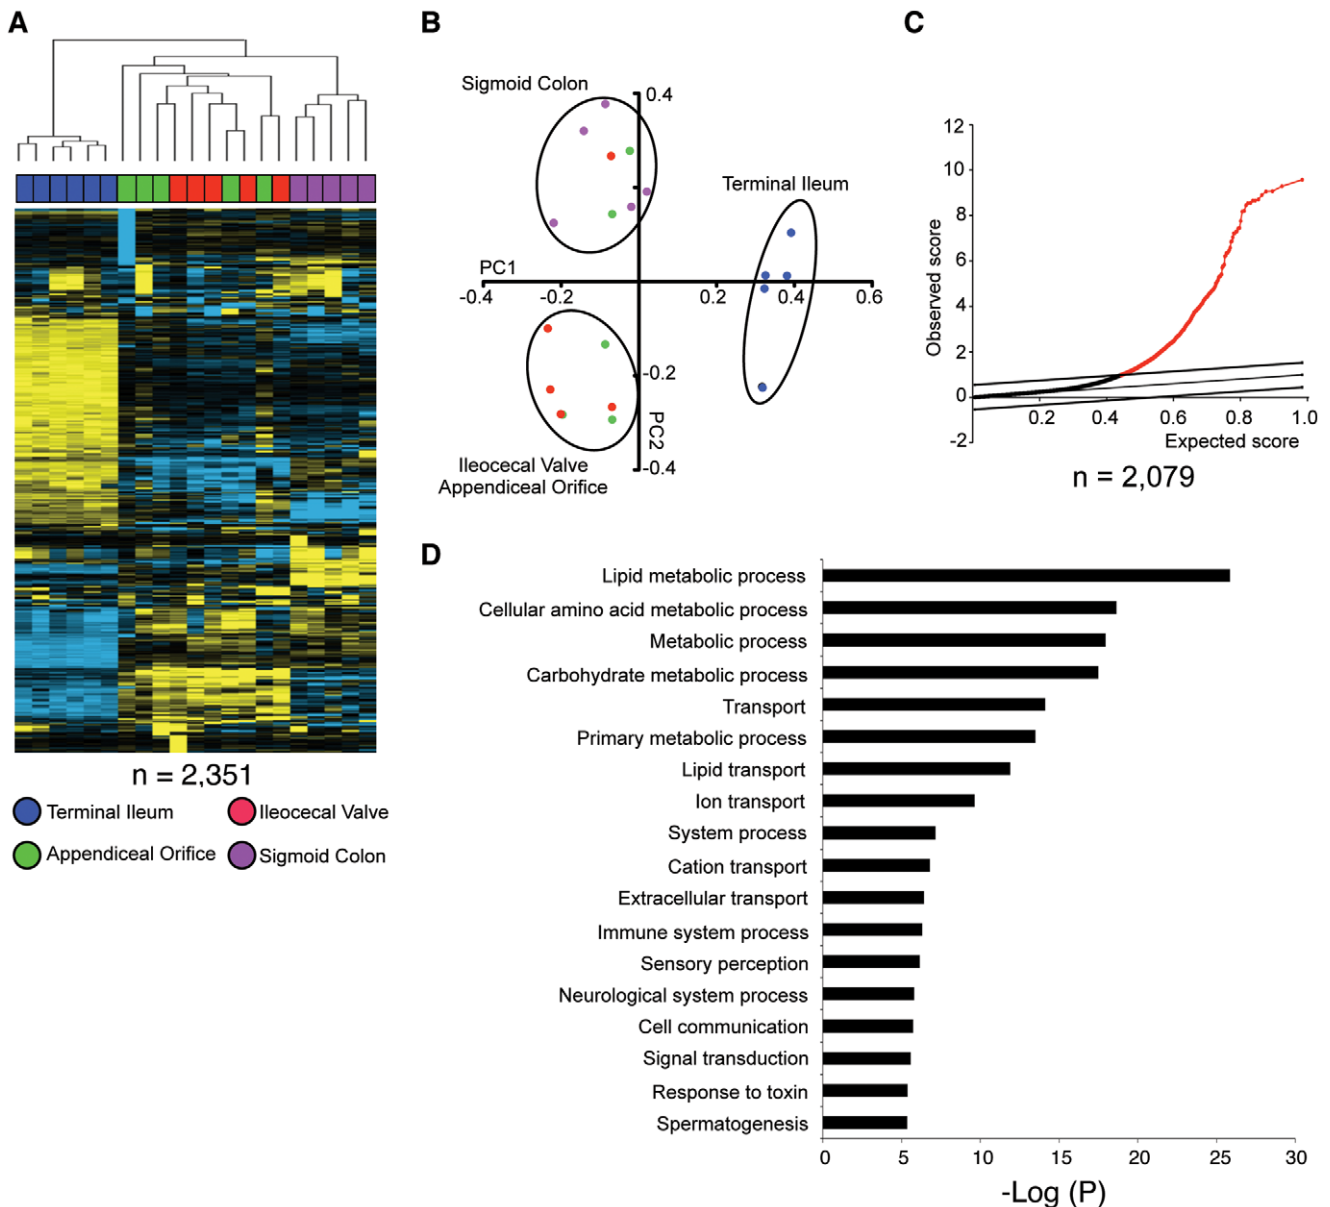 A
n = 2,351
Terminal Ileum
Ileocecal Valve
Appendiceal Orifice
Sigmoid Colon
B
Sigmoid Colon
0.4
Terminal Ileum
PC1
-0.4
-0.2
0.2
0.4
0.6
-0.2
PC2
-0.4
Ileocecal Valve
Appendiceal Orifice
C
12
10
8
6
4
2
0
-2
Observed score
0.2
0.4
0.6
0.8
1.0
Expected score
n = 2,079
D
Lipid metabolic process
Cellular amino acid metabolic process
Metabolic process
Carbohydrate metabolic process
Transport
Primary metabolic process
Lipid transport
Ion transport
System process
Cation transport
Extracellular transport
Immune system process
Sensory perception
Neurological system process
Cell communication
Signal transduction
Response to toxin
Spermatogenesis
0
5
10
15
20
25
30
-Log (P)